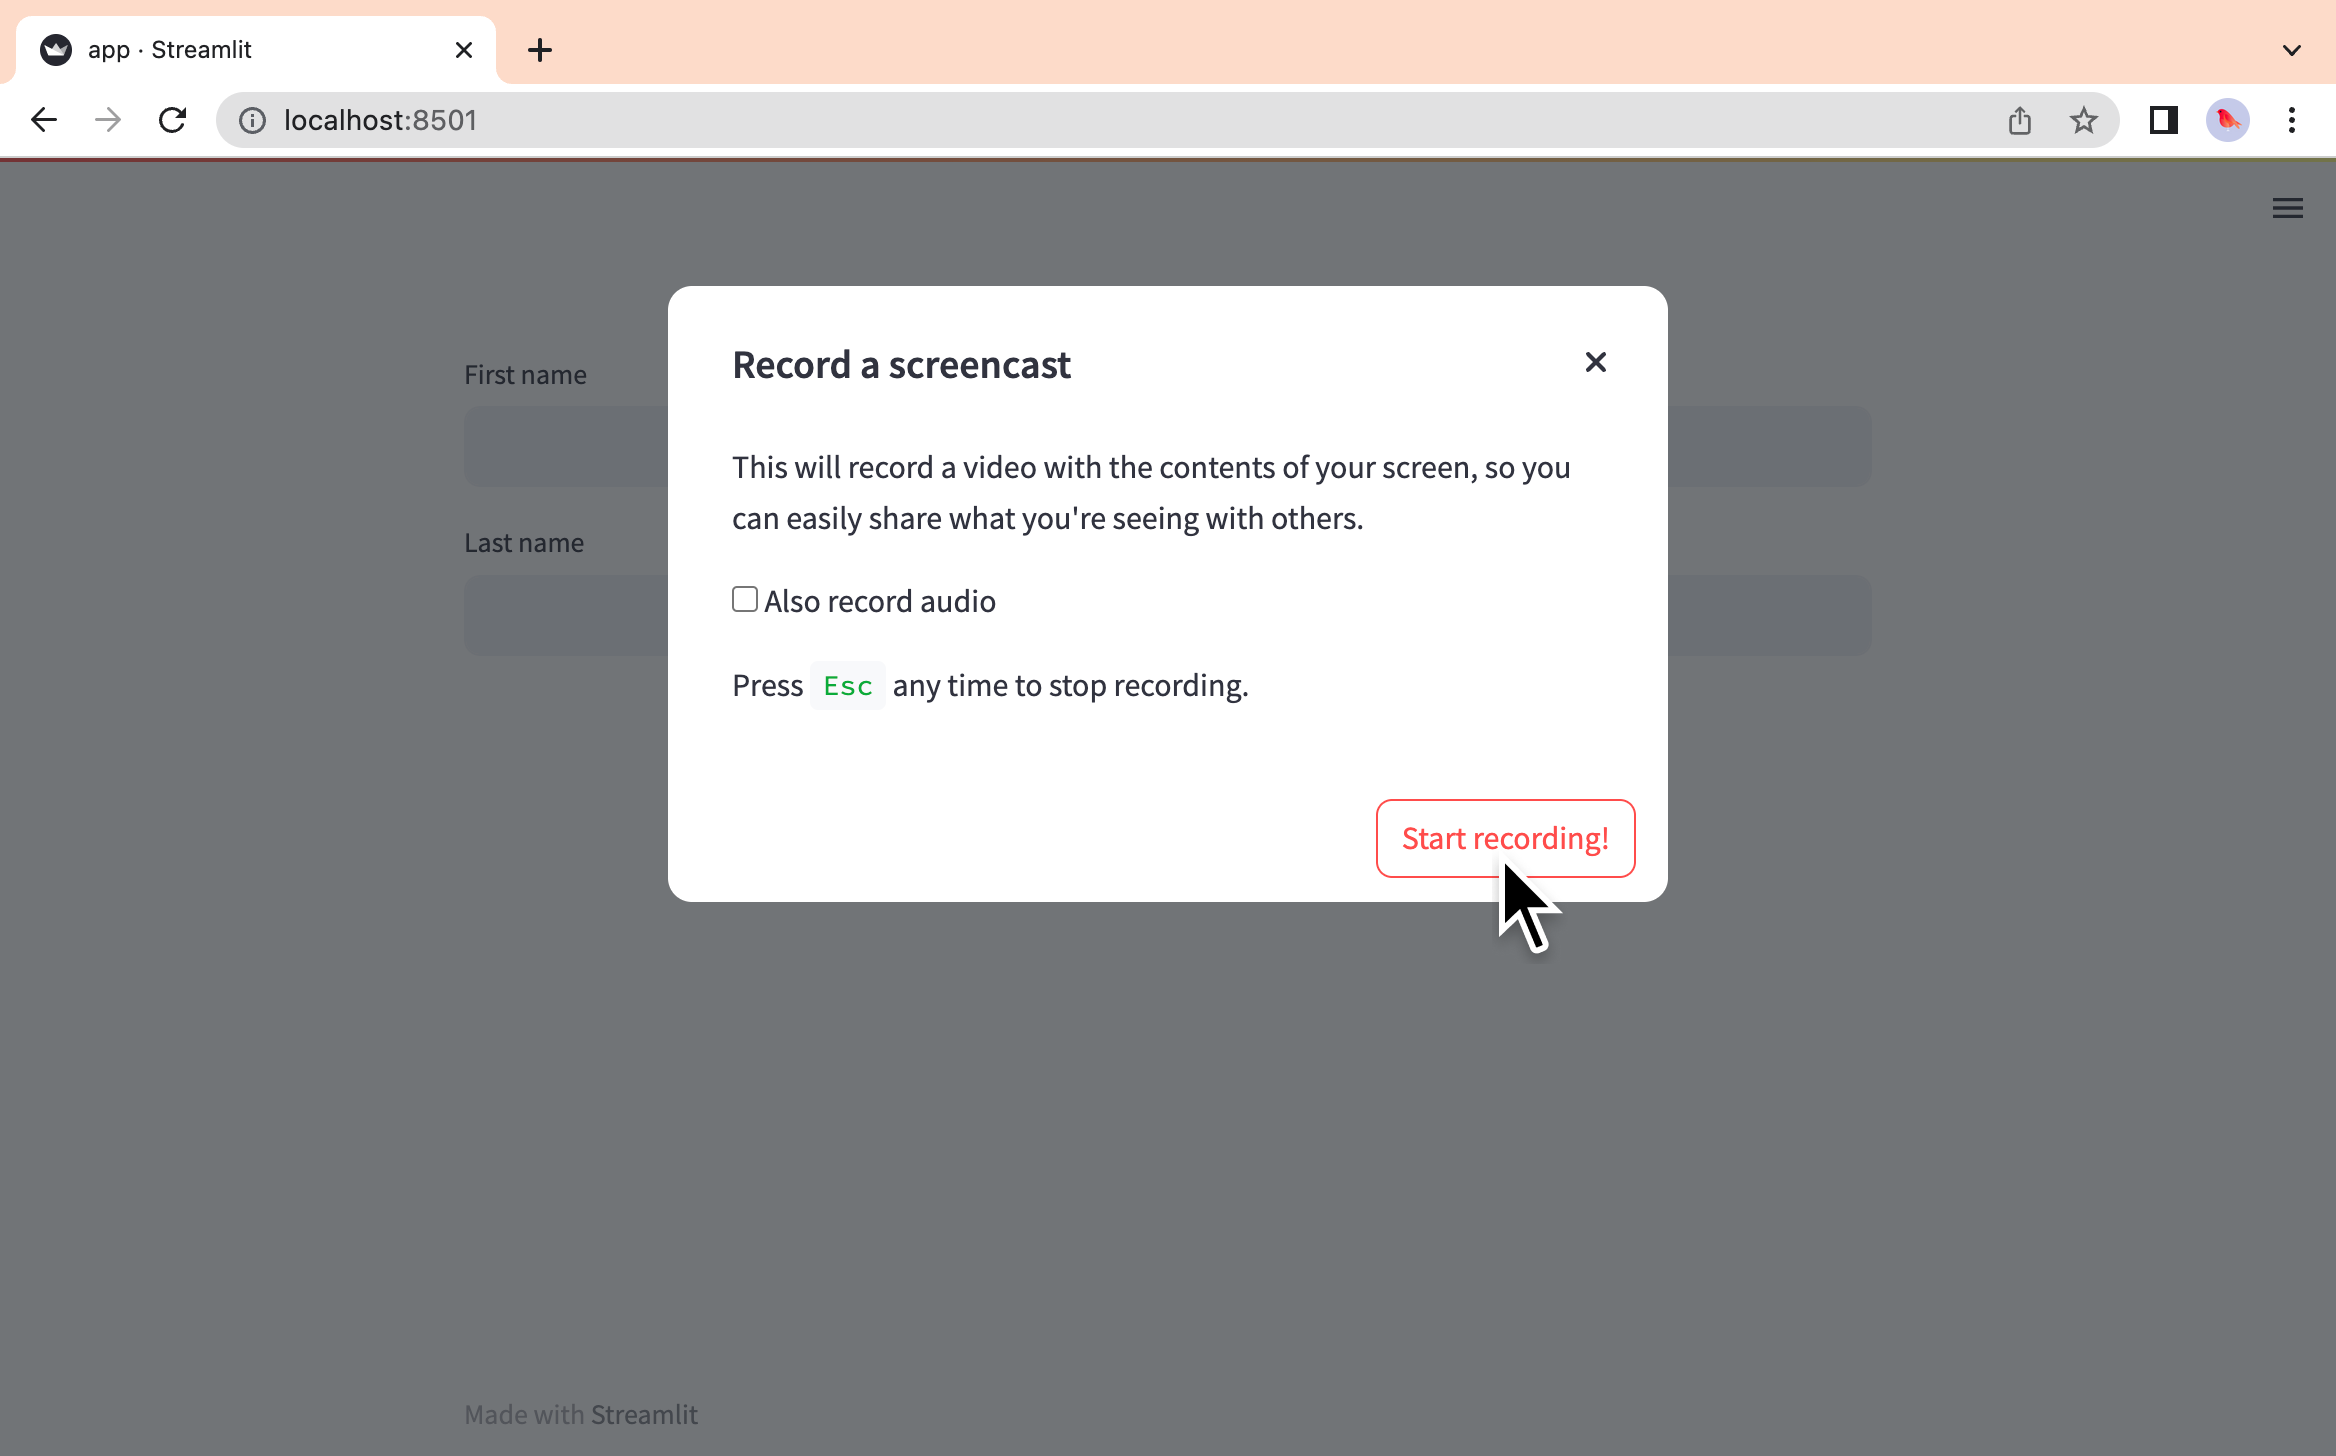 app · Streamlit
localhost:8501
Record a screencast
First name
This will record a video with the contents of your screen, so you
can easily share what you're seeing with others.
Last name
Also record audio
Press Esc any time to stop recording.
Start recording!
Made with Streamlit